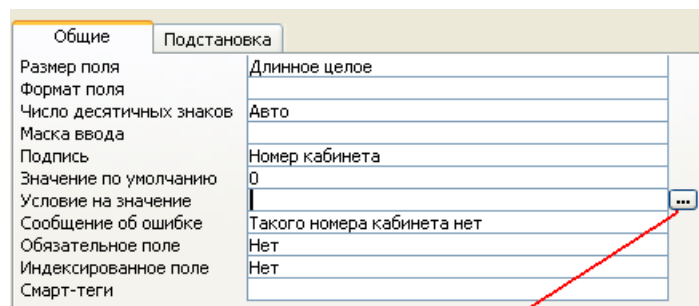 Общие Подстановка
Размер поля Длинное целое
Формат поля
Число десятичных знаков Авто
Маска ввода
Подпись Номер кабинета
Значение по умолчанию 0
Условие на значение ...
Сообщение об ошибке Такого номера кабинета нет
Обязательное поле Нет
Индексированное поле Нет
Смарт-теги